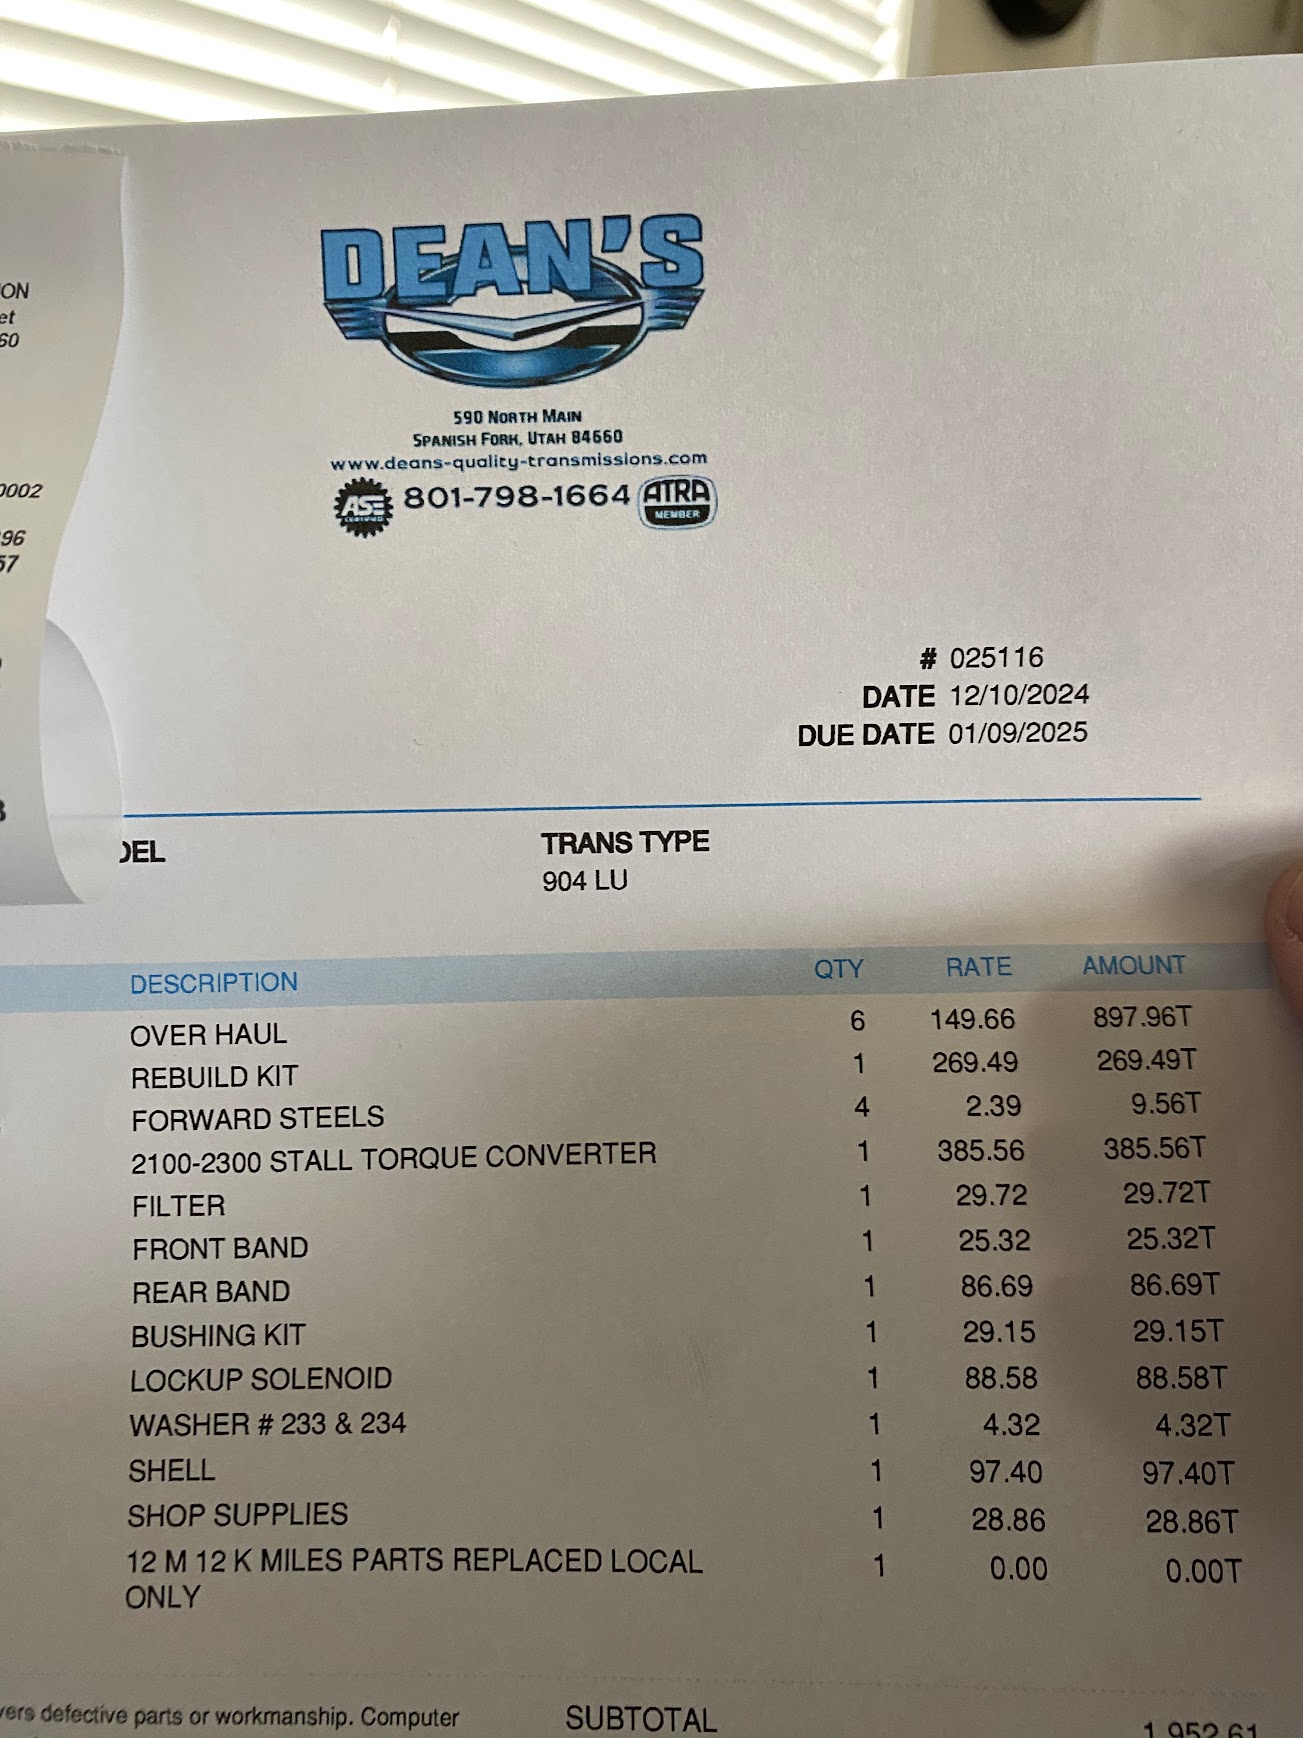 DEAN'S
590 NORTH MAIN
SPANISH FORK, UTAH 84660
www.deans-quality-transmissions.com
ASE CERTIFIED 801-798-1664 ATRA MEMBER
ON
et
60
0002
96
57
# 025116
DATE 12/10/2024
DUE DATE 01/09/2025
DEL TRANS TYPE
904 LU
DESCRIPTION QTY RATE AMOUNT
OVER HAUL 6 149.66 897.96T
REBUILD KIT 1 269.49 269.49T
FORWARD STEELS 4 2.39 9.56T
2100-2300 STALL TORQUE CONVERTER 1 385.56 385.56T
FILTER 1 29.72 29.72T
FRONT BAND 1 25.32 25.32T
REAR BAND 1 86.69 86.69T
BUSHING KIT 1 29.15 29.15T
LOCKUP SOLENOID 1 88.58 88.58T
WASHER # 233 & 234 1 4.32 4.32T
SHELL 1 97.40 97.40T
SHOP SUPPLIES 1 28.86 28.86T
12 M 12 K MILES PARTS REPLACED LOCAL 1 0.00 0.00T
ONLY
vers defective parts or workmanship. Computer SUBTOTAL 1,952.61